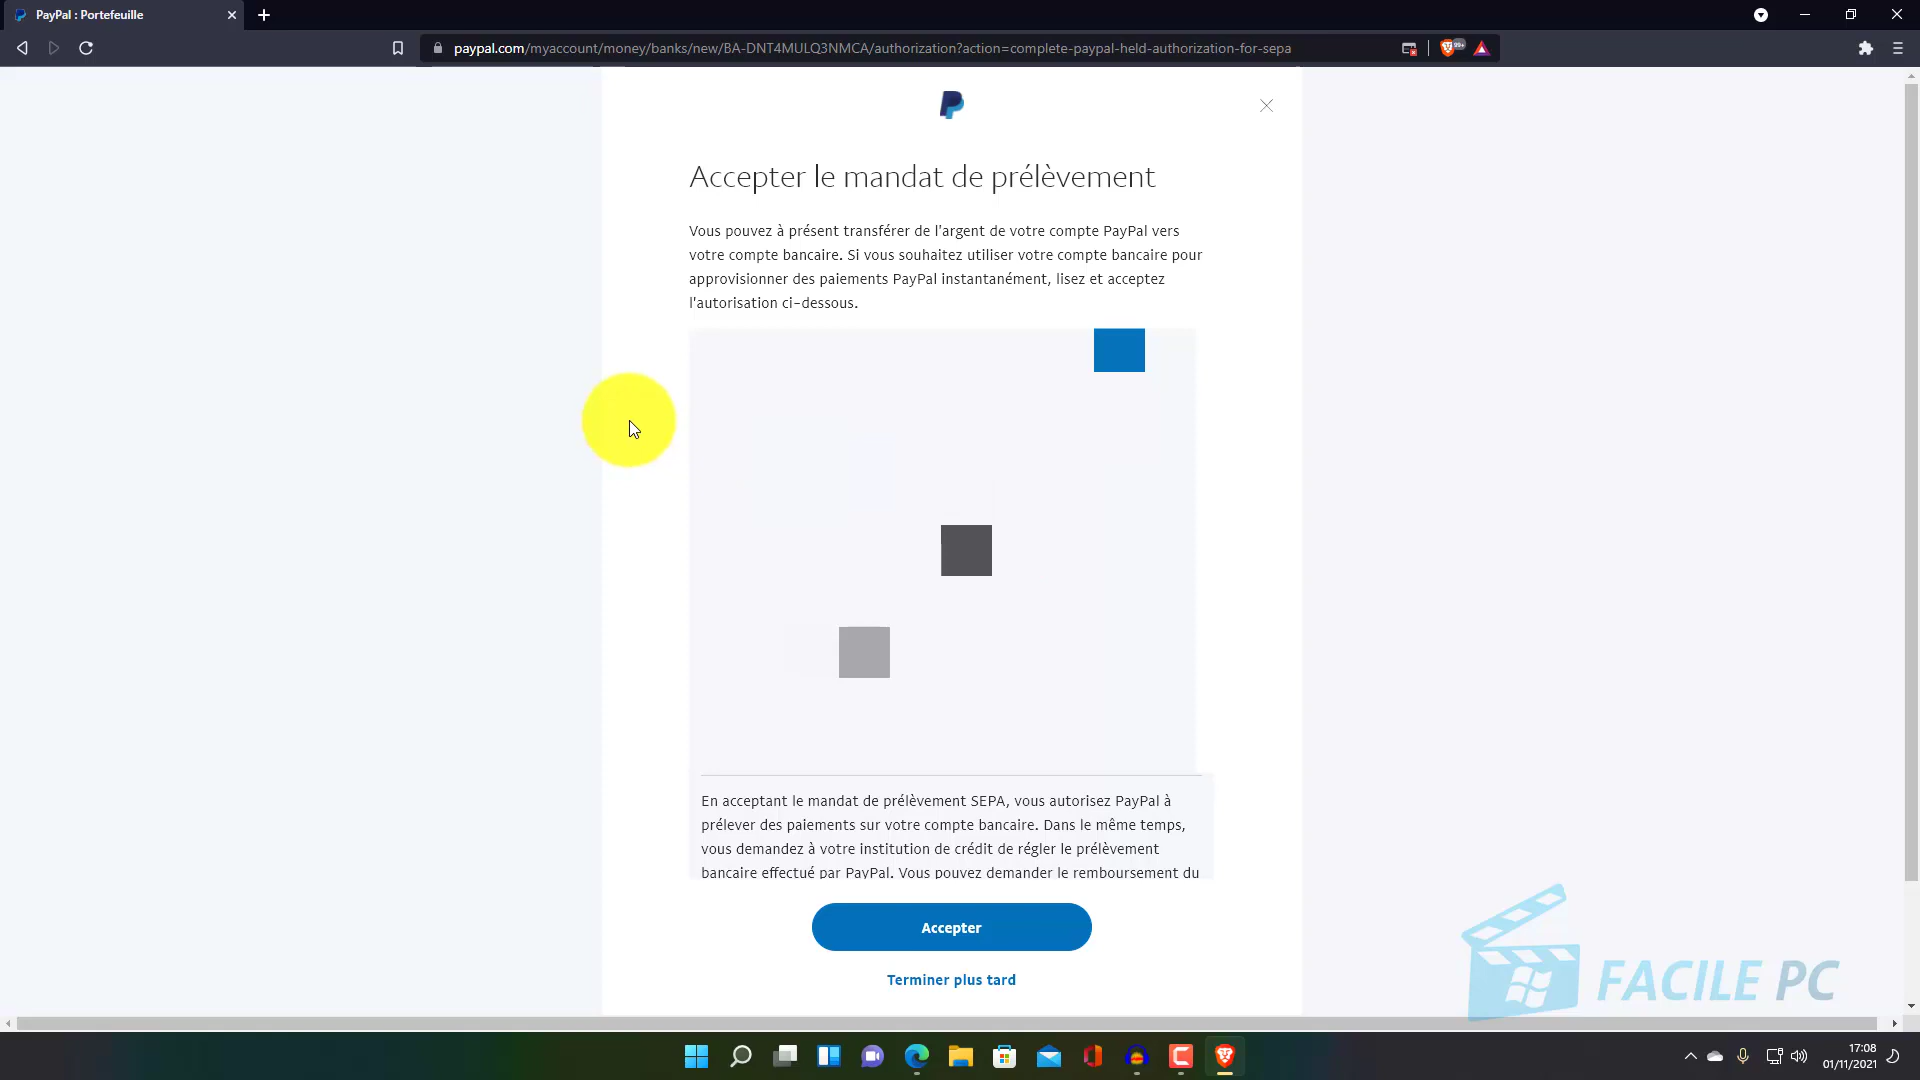 PayPal : Portefeuille
paypal.com/myaccount/money/banks/new/BA-DNT4MULQ3NMCA/authorization?action=complete-paypal-held-authorization-for-sepa
99+
Accepter le mandat de prélèvement
Vous pouvez à présent transférer de l'argent de votre compte PayPal vers
votre compte bancaire. Si vous souhaitez utiliser votre compte bancaire pour
approvisionner des paiements PayPal instantanément, lisez et acceptez
l'autorisation ci-dessous.
En acceptant le mandat de prélèvement SEPA, vous autorisez PayPal à
prélever des paiements sur votre compte bancaire. Dans le même temps,
vous demandez à votre institution de crédit de régler le prélèvement
bancaire effectué par PayPal. Vous pouvez demander le remboursement du
Accepter
Terminer plus tard
FACILE PC
17:08
01/11/2021